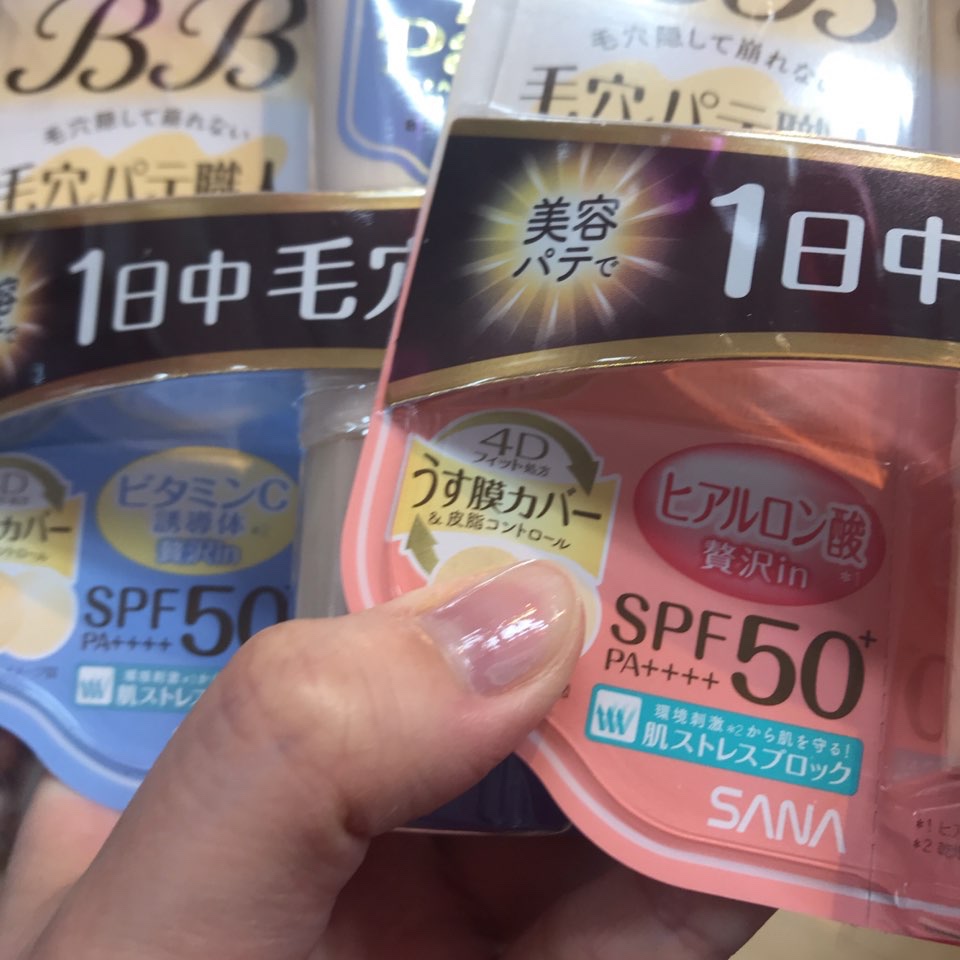 BB
毛穴隠して崩れない
毛穴パテ職人
毛穴隠して崩れない
毛穴パテ職
1日中毛穴
ビタミンC
誘導体
贅沢in
カバー
SPF50
PA++++
肌ストレスブ
美容
パテで
1日中
4D
フィット処方
うす膜カバー
&皮脂コントロール
ヒアルロン酸
贅沢in
*1
SPF50+
PA++++
環境刺激*2から肌を守る!
肌ストレスブロック
SANA
*1 ヒア
*2